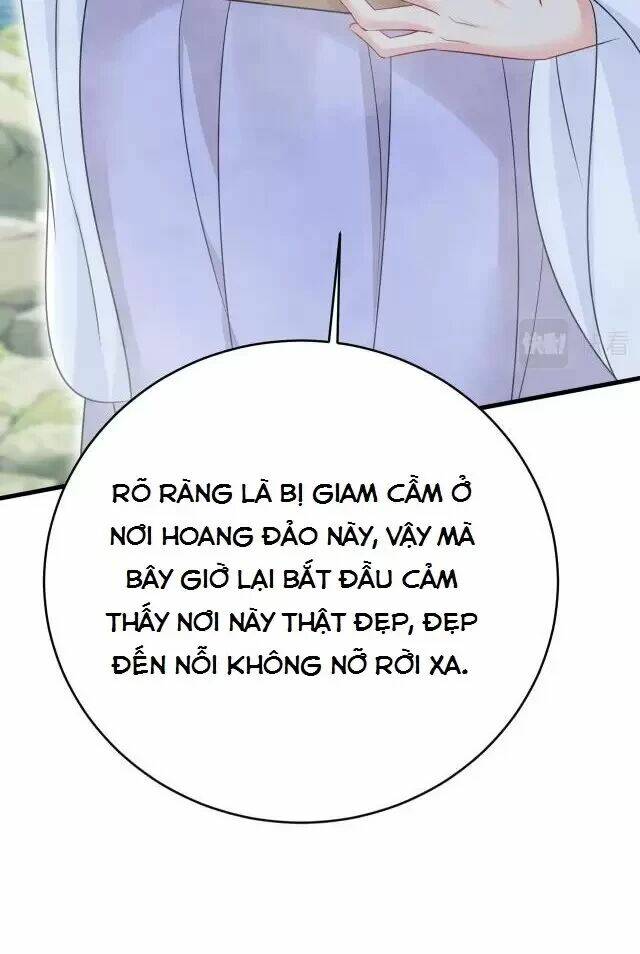 RÕ RÀNG LÀ BỊ GIAM CẦM Ở
NƠI HOANG ĐẢO NÀY, VẬY MÃ
BÂY GIỜ LẠI BẮT ĐẦU CẢM
THẤY NƠI NÀY THẬT ĐẸP, ĐẸP
ĐẾN NỖI KHÔNG NỠ RỜI XA.